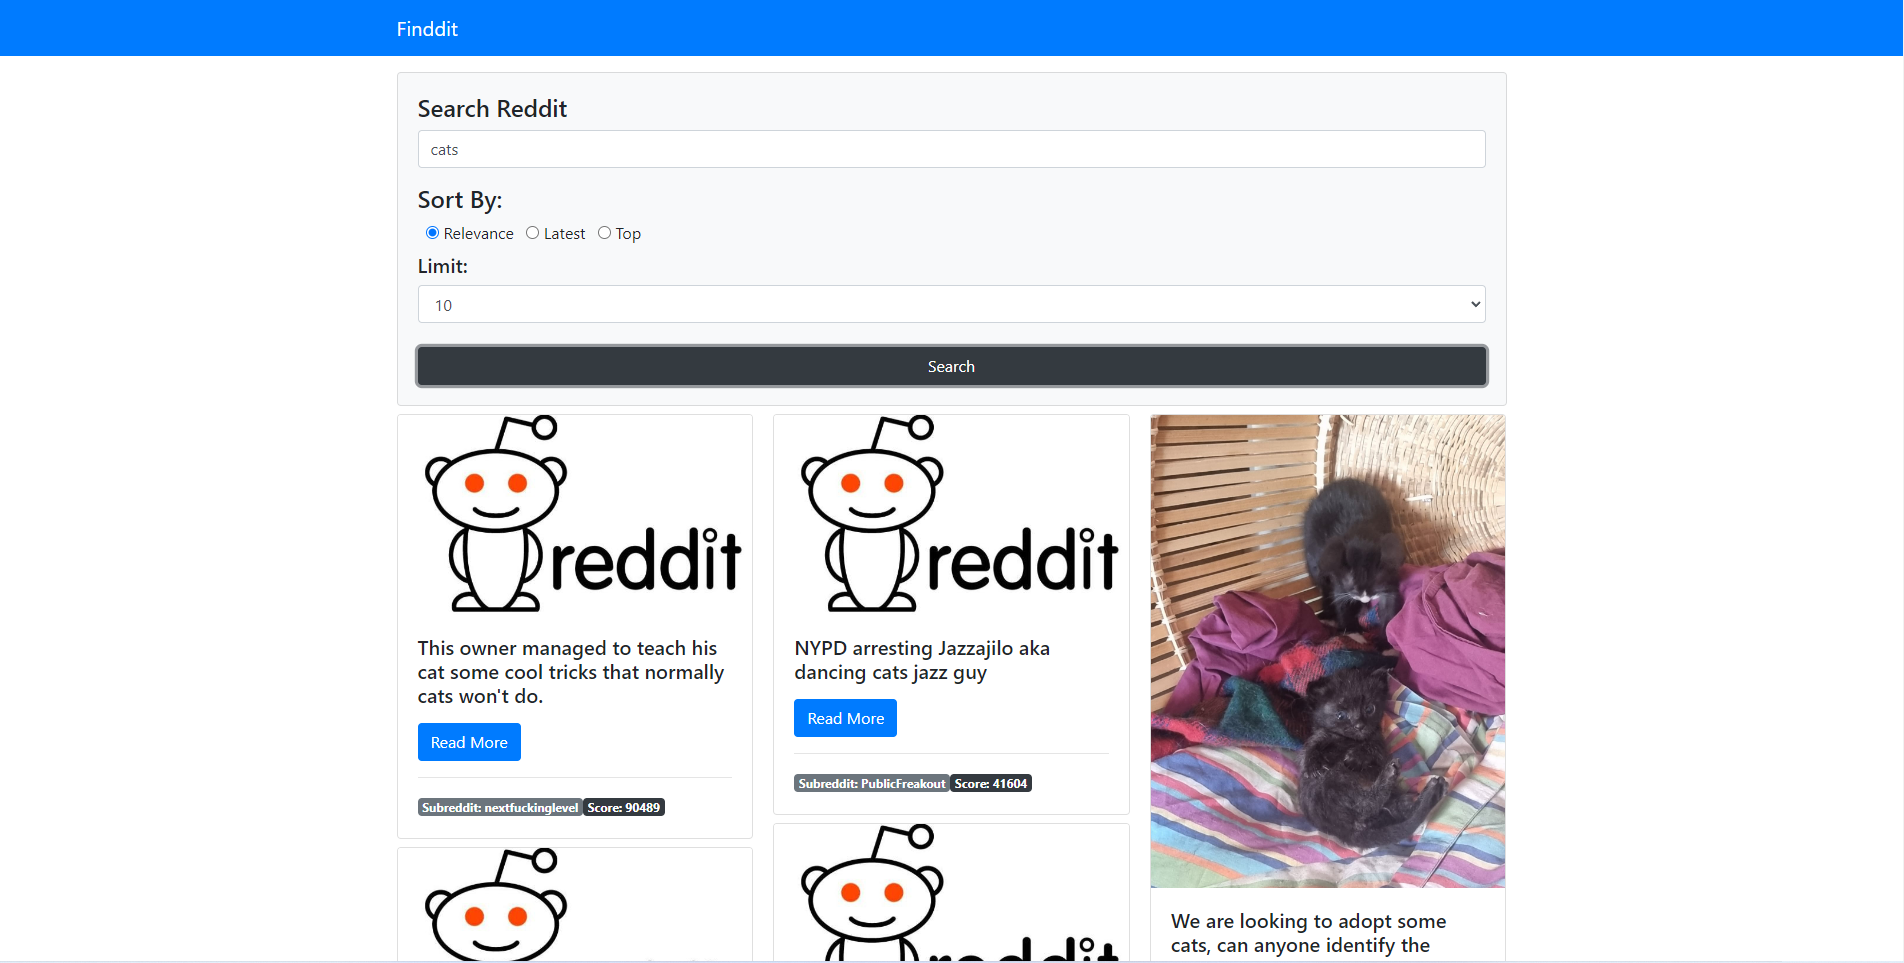 Finddit
Search Reddit
cats
Sort By:
Relevance Latest Top
Limit:
10
Search
reddit
This owner managed to teach his
cat some cool tricks that normally
cats won't do.
Read More
Subreddit: nextfuckinglevel Score: 90489
reddit
NYPD arresting Jazzajilo aka
dancing cats jazz guy
Read More
Subreddit: PublicFreakout Score: 41604
We are looking to adopt some
cats, can anyone identify the